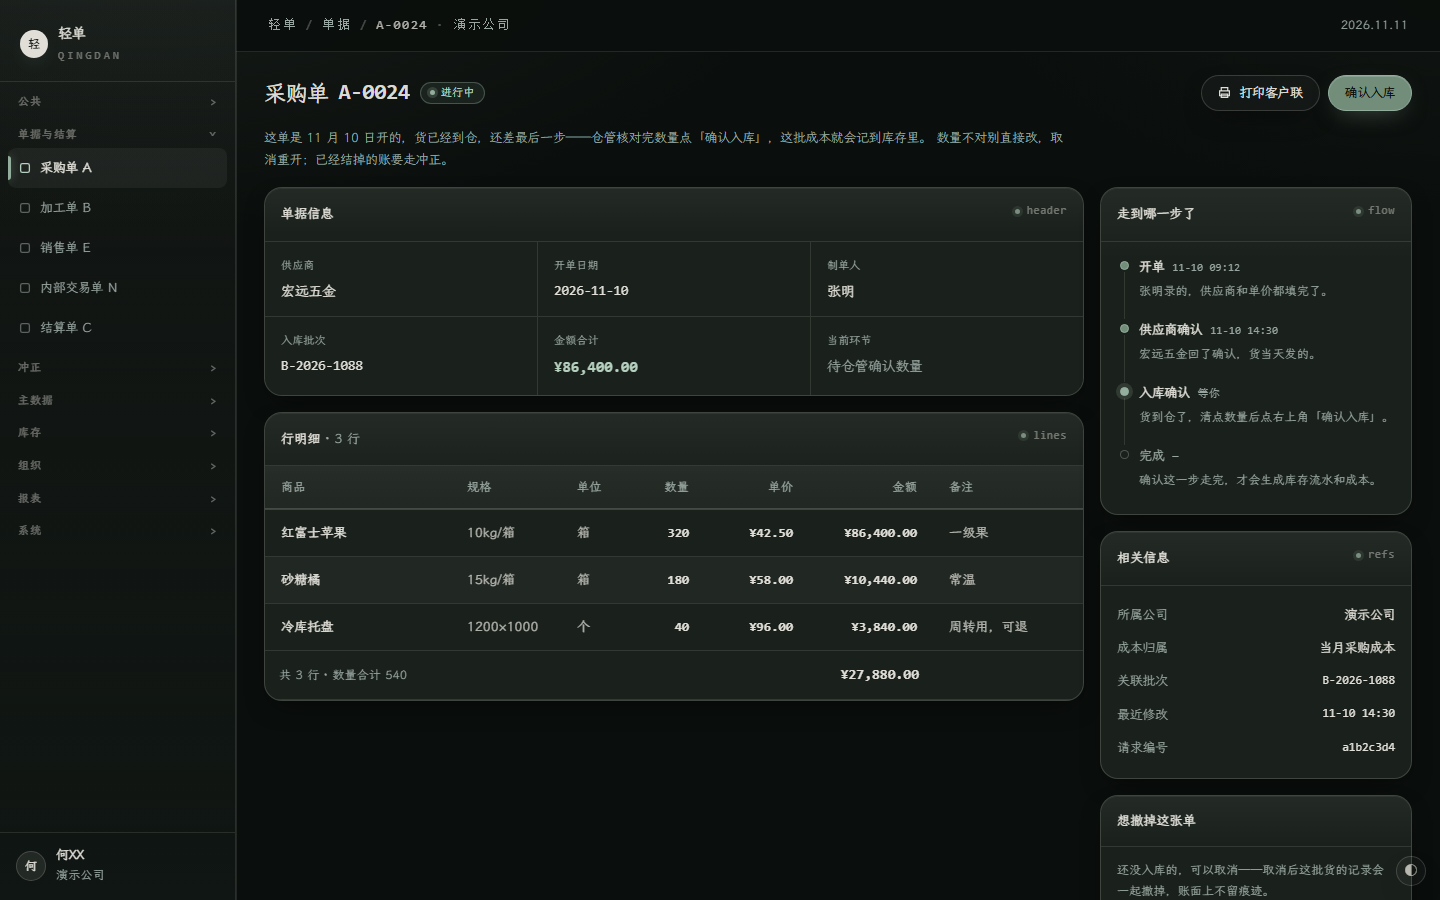 轻
轻单
QINGDAN
公共
单据与结算
采购单 A
加工单 B
销售单 E
内部交易单 N
结算单 C
冲正
主数据
库存
组织
报表
系统
何
何XX
演示公司
轻单 / 单据 / A-0024 · 演示公司
2026.11.11
采购单 A-0024
进行中
打印客户联
确认入库
这单是 11 月 10 日开的，货已经到仓，还差最后一步——仓管核对完数量点「确认入库」，这批成本就会记到库存里。 数量不对别直接改，取
消重开；已经结掉的账要走冲正。
单据信息
header
供应商
宏远五金
开单日期
2026-11-10
制单人
张明
入库批次
B-2026-1088
金额合计
¥86,400.00
当前环节
待仓管确认数量
行明细 · 3 行
lines
商品 规格 单位 数量 单价 金额 备注
红富士苹果 10kg/箱 箱 320 ¥42.50 ¥86,400.00 一级果
砂糖橘 15kg/箱 箱 180 ¥58.00 ¥10,440.00 常温
冷库托盘 1200×1000 个 40 ¥96.00 ¥3,840.00 周转用，可退
共 3 行 · 数量合计 540 ¥27,880.00
走到哪一步了
flow
开单 11-10 09:12
张明录的，供应商和单价都填完了。
供应商确认 11-10 14:30
宏远五金回了确认，货当天发的。
入库确认 等你
货到仓了，清点数量后点右上角「确认入库」。
完成 —
确认这一步走完，才会生成库存流水和成本。
相关信息
refs
所属公司 演示公司
成本归属 当月采购成本
关联批次 B-2026-1088
最近修改 11-10 14:30
请求编号 a1b2c3d4
想撤掉这张单
还没入库的，可以取消——取消后这批货的记录会
一起撤掉，账面上不留痕迹。